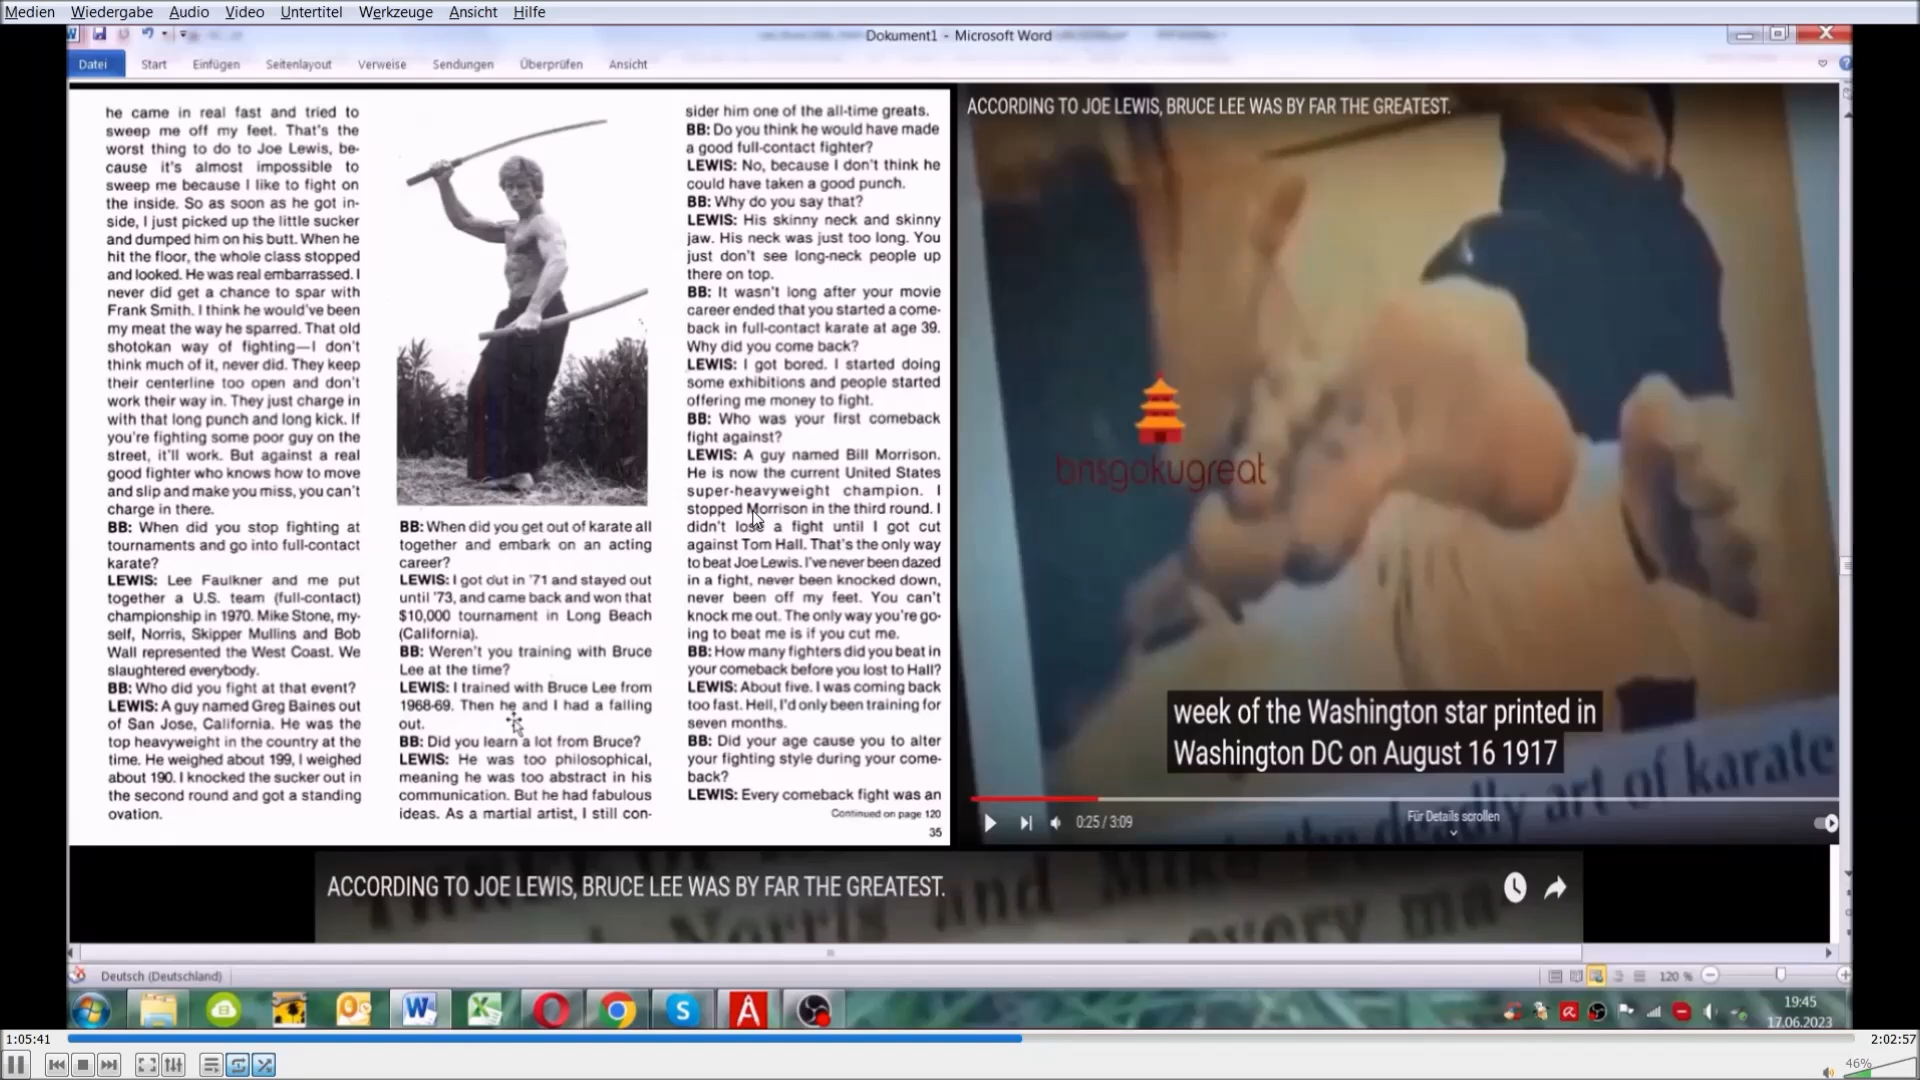 Medien Wiedergabe Audio Video Untertitel Werkzeuge Ansicht Hilfe
Dokument1 - Microsoft Word
Datei Start Einfügen Seitenlayout Verweise Sendungen Überprüfen Ansicht
he came in real fast and tried to
sweep me off my feet. That's the
worst thing to do to Joe Lewis, be-
cause it's almost impossible to
sweep me because I like to fight on
the inside. So as soon as he got in-
side, I just picked up the little sucker
and dumped him on his butt. When he
hit the floor, the whole class stopped
and looked. He was real embarrassed. I
never did get a chance to spar with
Frank Smith. I think he would've been
my meat the way he sparred. That old
shotokan way of fighting—I don't
think much of it, never did. They keep
their centerline too open and don't
work their way in. They just charge in
with that long punch and long kick. If
you're fighting some poor guy on the
street, it'll work. But against a real
good fighter who knows how to move
and slip and make you miss, you can't
charge in there.
BB: When did you stop fighting at
tournaments and go into full-contact
karate?
LEWIS: Lee Faulkner and me put
together a U.S. team (full-contact)
championship in 1970. Mike Stone, my-
self, Norris, Skipper Mullins and Bob
Wall represented the West Coast. We
slaughtered everybody.
BB: Who did you fight at that event?
LEWIS: A guy named Greg Baines out
of San Jose, California. He was the
top heavyweight in the country at the
time. He weighed about 199, I weighed
about 190. I knocked the sucker out in
the second round and got a standing
ovation.
BB: When did you get out of karate all
together and embark on an acting
career?
LEWIS: I got out in '71 and stayed out
until '73, and came back and won that
$10,000 tournament in Long Beach
(California).
BB: Weren't you training with Bruce
Lee at the time?
LEWIS: I trained with Bruce Lee from
1968-69. Then he and I had a falling
out.
BB: Did you learn a lot from Bruce?
LEWIS: He was too philosophical,
meaning he was too abstract in his
communication. But he had fabulous
ideas. As a martial artist, I still con-
sider him one of the all-time greats.
BB: Do you think he would have made
a good full-contact fighter?
LEWIS: No, because I don't think he
could have taken a good punch.
BB: Why do you say that?
LEWIS: His skinny neck and skinny
jaw. His neck was just too long. You
just don't see long-neck people up
there on top.
BB: It wasn't long after your movie
career ended that you started a come-
back in full-contact karate at age 39.
Why did you come back?
LEWIS: I got bored. I started doing
some exhibitions and people started
offering me money to fight.
BB: Who was your first comeback
fight against?
LEWIS: A guy named Bill Morrison.
He is now the current United States
super-heavyweight champion. I
stopped Morrison in the third round. I
didn't lose a fight until I got cut
against Tom Hall. That's the only way
to beat Joe Lewis. I've never been dazed
in a fight, never been knocked down,
never been off my feet. You can't
knock me out. The only way you're go-
ing to beat me is if you cut me.
BB: How many fighters did you beat in
your comeback before you lost to Hall?
LEWIS: About five. I was coming back
too fast. Hell, I'd only been training for
seven months.
BB: Did your age cause you to alter
your fighting style during your come-
back?
LEWIS: Every comeback fight was an
Continued on page 120
35
ACCORDING TO JOE LEWIS, BRUCE LEE WAS BY FAR THE GREATEST.
bnsgokugreat
week of the Washington star printed in
Washington DC on August 16 1917
the deadly art of karate
0:25 / 3:09
Für Details scrollen
ACCORDING TO JOE LEWIS, BRUCE LEE WAS BY FAR THE GREATEST.
Norris and
every ma-
Deutsch (Deutschland)
120 %
19:45
17.06.2023
1:05:41
2:02:57
46%